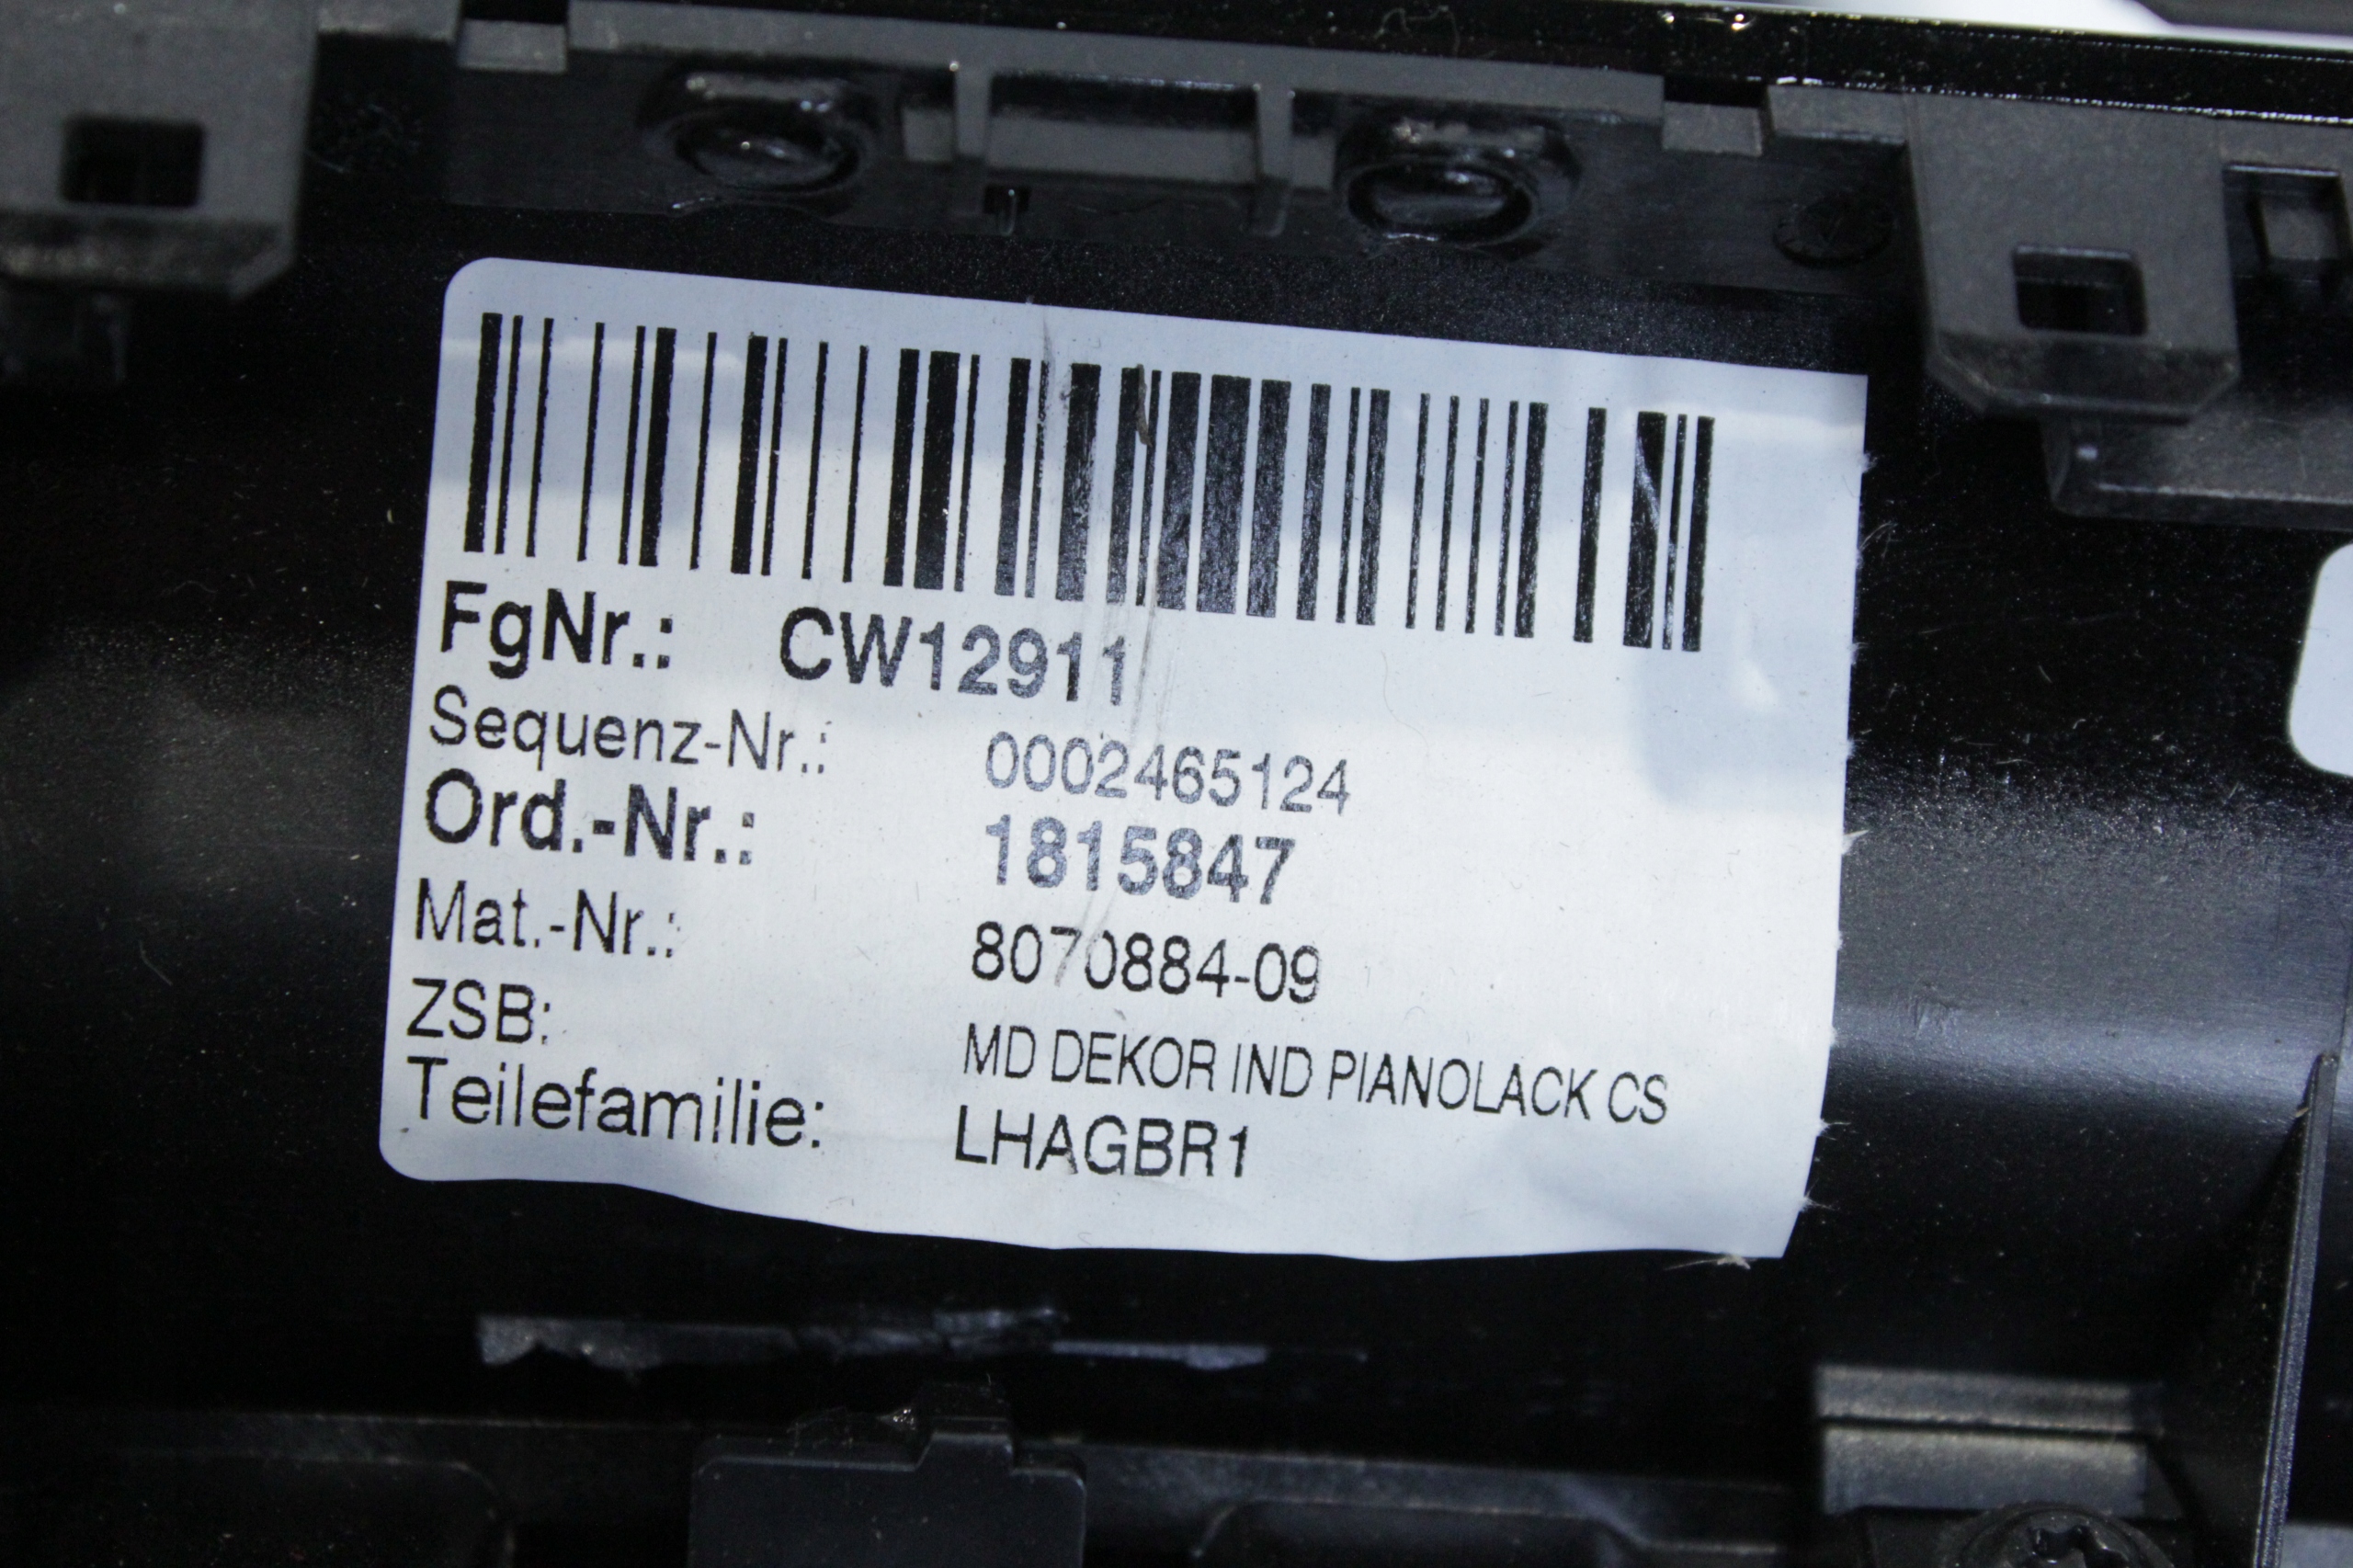 FgNr.: CW12911
Sequenz-Nr.: 0002465124
Ord.-Nr.: 1815847
Mat.-Nr.: 8070884-09
ZSB: MD DEKOR IND PIANOLACK CS
Teilefamilie: LHAGBR1